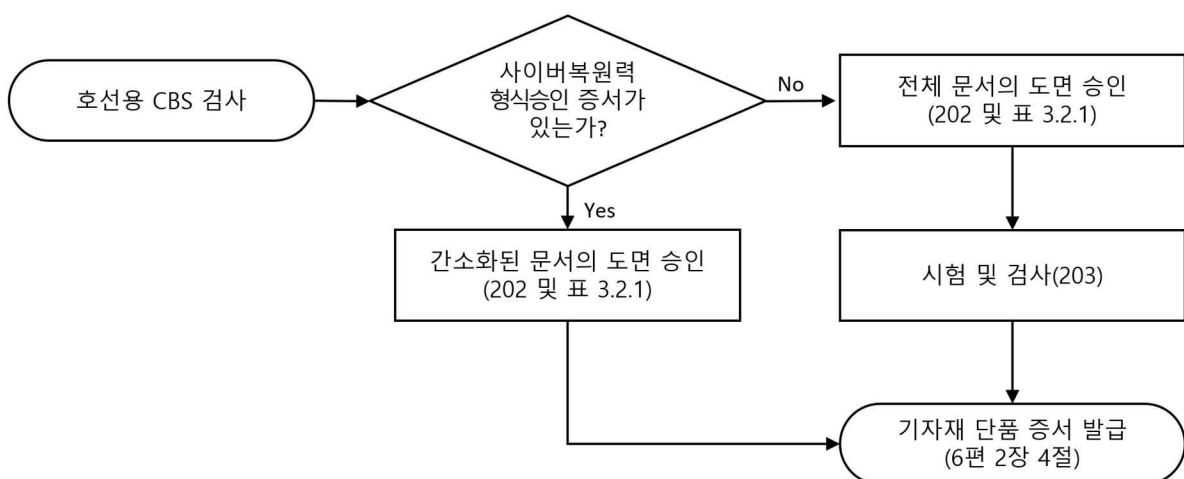 호선용 CBS 검사
사이버복원력
형식승인 증서가
있는가?
No
전체 문서의 도면 승인
(202 및 표 3.2.1)
Yes
간소화된 문서의 도면 승인
(202 및 표 3.2.1)
시험 및 검사(203)
기자재 단품 증서 발급
(6편 2장 4절)